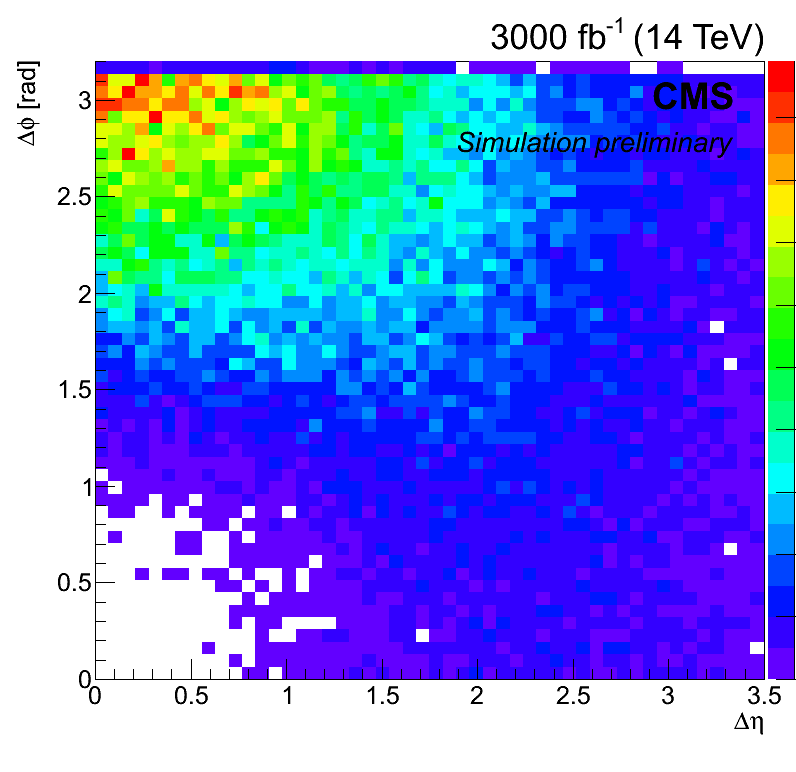 3000 fb-1 (14 TeV)
CMS
Simulation preliminary
Δϕ [rad]
3
2.5
2
1.5
1
0.5
0
0 0.5 1 1.5 2 2.5 3 3.5
Δη